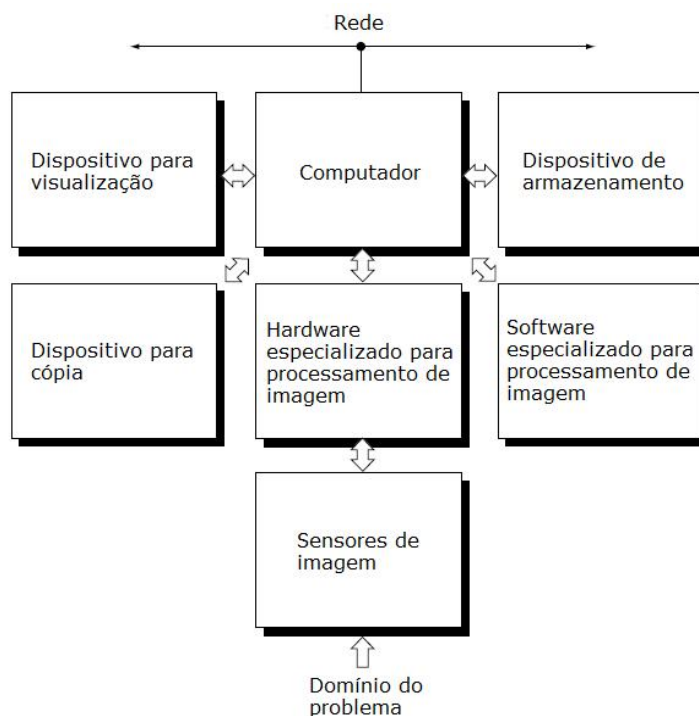 Rede
Dispositivo para
visualização
Computador
Dispositivo de
armazenamento
Dispositivo para
cópia
Hardware
especializado para
processamento de
imagem
Software
especializado para
processamento de
imagem
Sensores de
imagem
Domínio do
problema